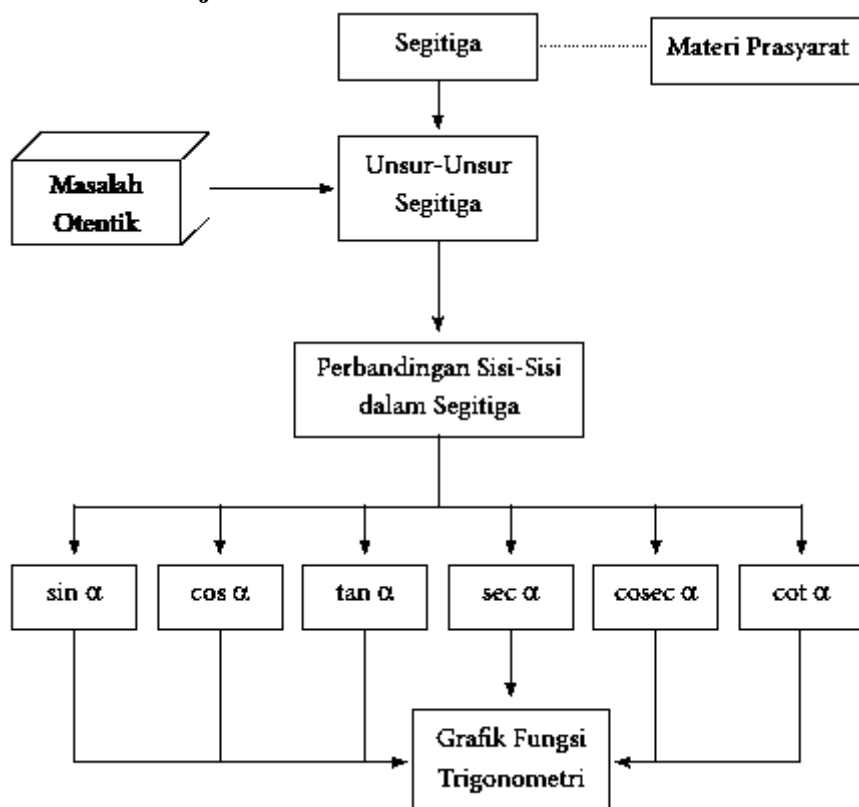 Segitiga
Materi Prasyarat
Masalah
Otentik
Unsur-Unsur
Segitiga
Perbandingan Sisi-Sisi
dalam Segitiga
sin α
cos α
tan α
sec α
cosec α
cot α
Grafik Fungsi
Trigonometri